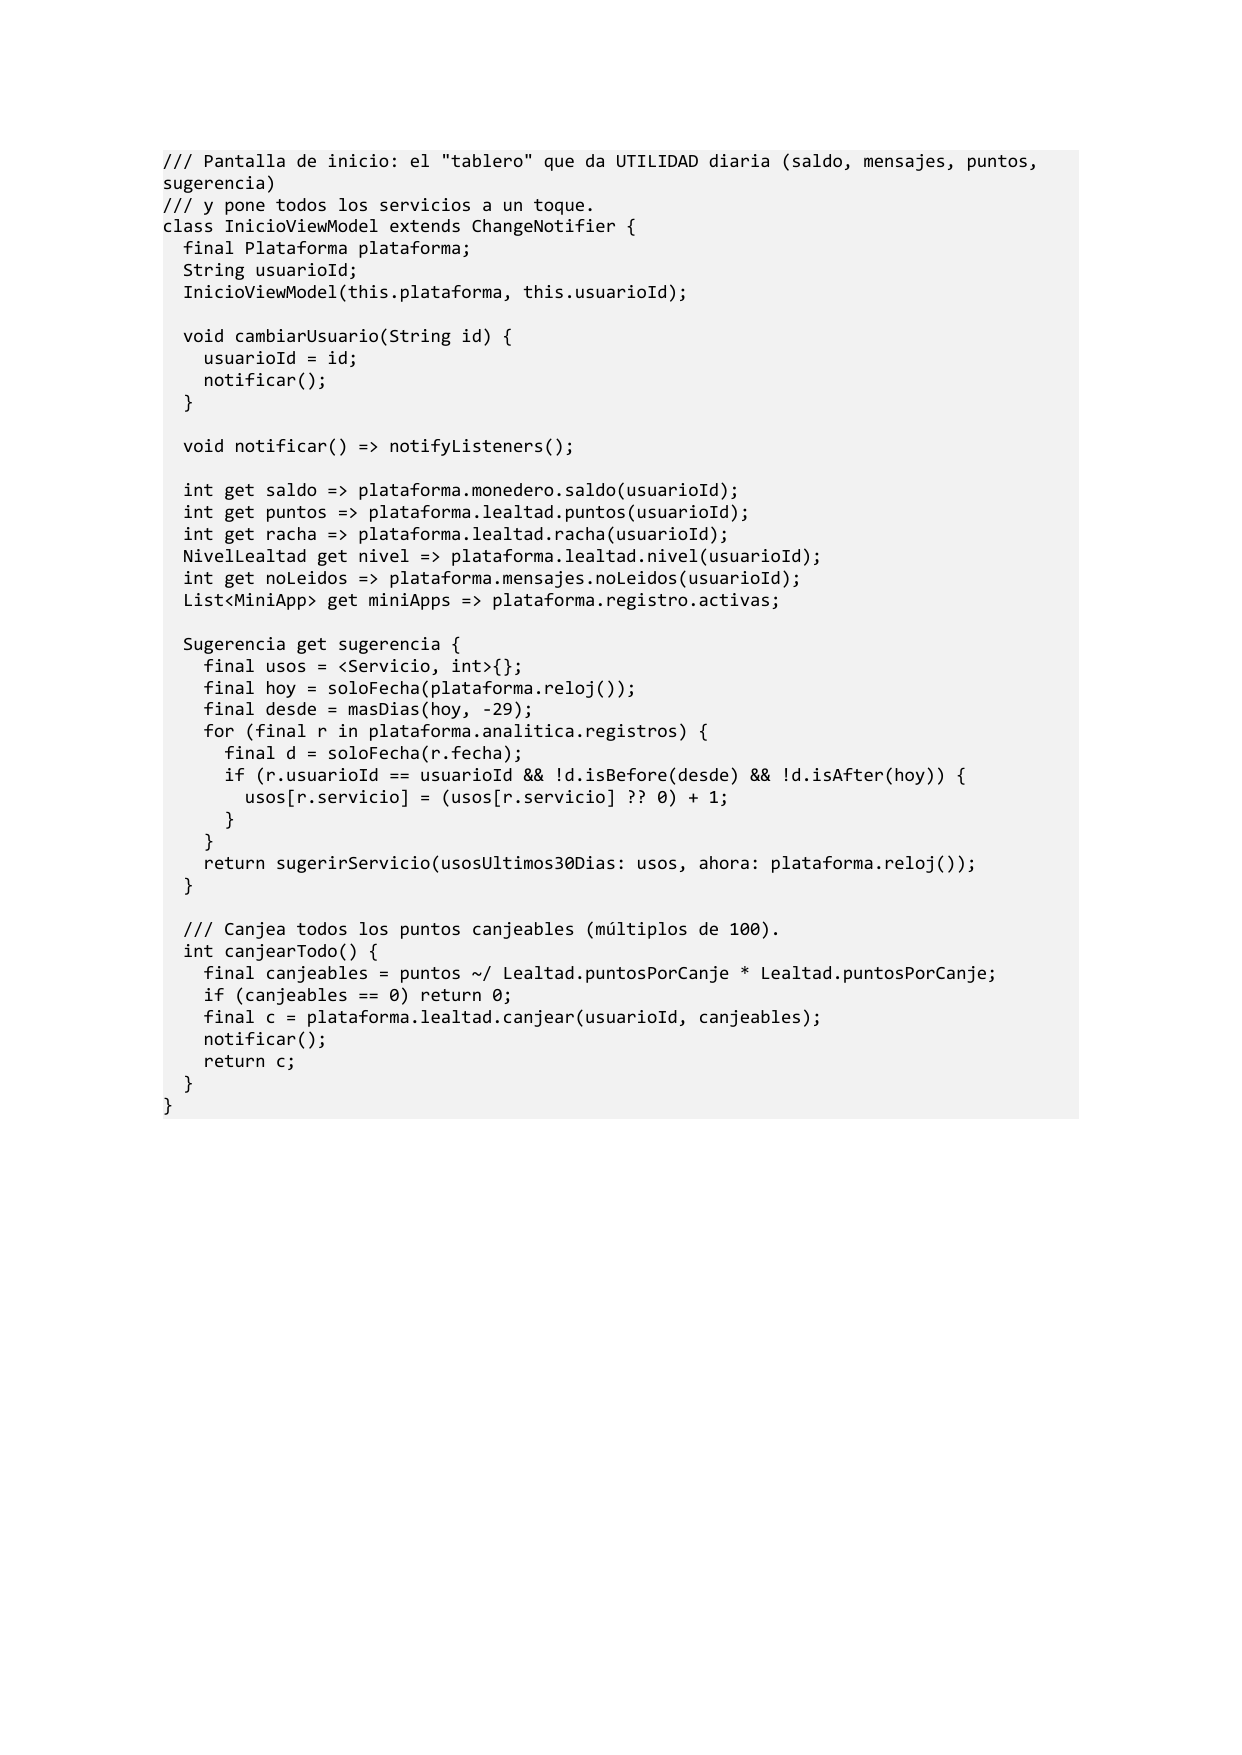 /// Pantalla de inicio: el "tablero" que da UTILIDAD diaria (saldo, mensajes, puntos,
sugerencia)
/// y pone todos los servicios a un toque.
class InicioViewModel extends ChangeNotifier {
  final Plataforma plataforma;
  String usuarioId;
  InicioViewModel(this.plataforma, this.usuarioId);

  void cambiarUsuario(String id) {
    usuarioId = id;
    notificar();
  }

  void notificar() => notifyListeners();

  int get saldo => plataforma.monedero.saldo(usuarioId);
  int get puntos => plataforma.lealtad.puntos(usuarioId);
  int get racha => plataforma.lealtad.racha(usuarioId);
  NivelLealtad get nivel => plataforma.lealtad.nivel(usuarioId);
  int get noLeidos => plataforma.mensajes.noLeidos(usuarioId);
  List<MiniApp> get miniApps => plataforma.registro.activas;

  Sugerencia get sugerencia {
    final usos = <Servicio, int>{};
    final hoy = soloFecha(plataforma.reloj());
    final desde = masDias(hoy, -29);
    for (final r in plataforma.analitica.registros) {
      final d = soloFecha(r.fecha);
      if (r.usuarioId == usuarioId && !d.isBefore(desde) && !d.isAfter(hoy)) {
        usos[r.servicio] = (usos[r.servicio] ?? 0) + 1;
      }
    }
    return sugerirServicio(usosUltimos30Dias: usos, ahora: plataforma.reloj());
  }

  /// Canjea todos los puntos canjeables (múltiplos de 100).
  int canjearTodo() {
    final canjeables = puntos ~/ Lealtad.puntosPorCanje * Lealtad.puntosPorCanje;
    if (canjeables == 0) return 0;
    final c = plataforma.lealtad.canjear(usuarioId, canjeables);
    notificar();
    return c;
  }
}